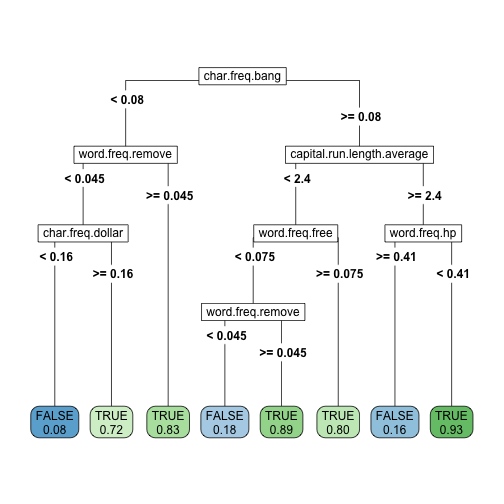 char.freq.bang
< 0.08
>= 0.08
word.freq.remove
capital.run.length.average
< 0.045
>= 0.045
< 2.4
>= 2.4
char.freq.dollar
word.freq.free
word.freq.hp
< 0.16
>= 0.16
< 0.075
>= 0.075
>= 0.41
< 0.41
word.freq.remove
< 0.045
>= 0.045
FALSE
0.08
TRUE
0.72
TRUE
0.83
FALSE
0.18
TRUE
0.89
TRUE
0.80
FALSE
0.16
TRUE
0.93